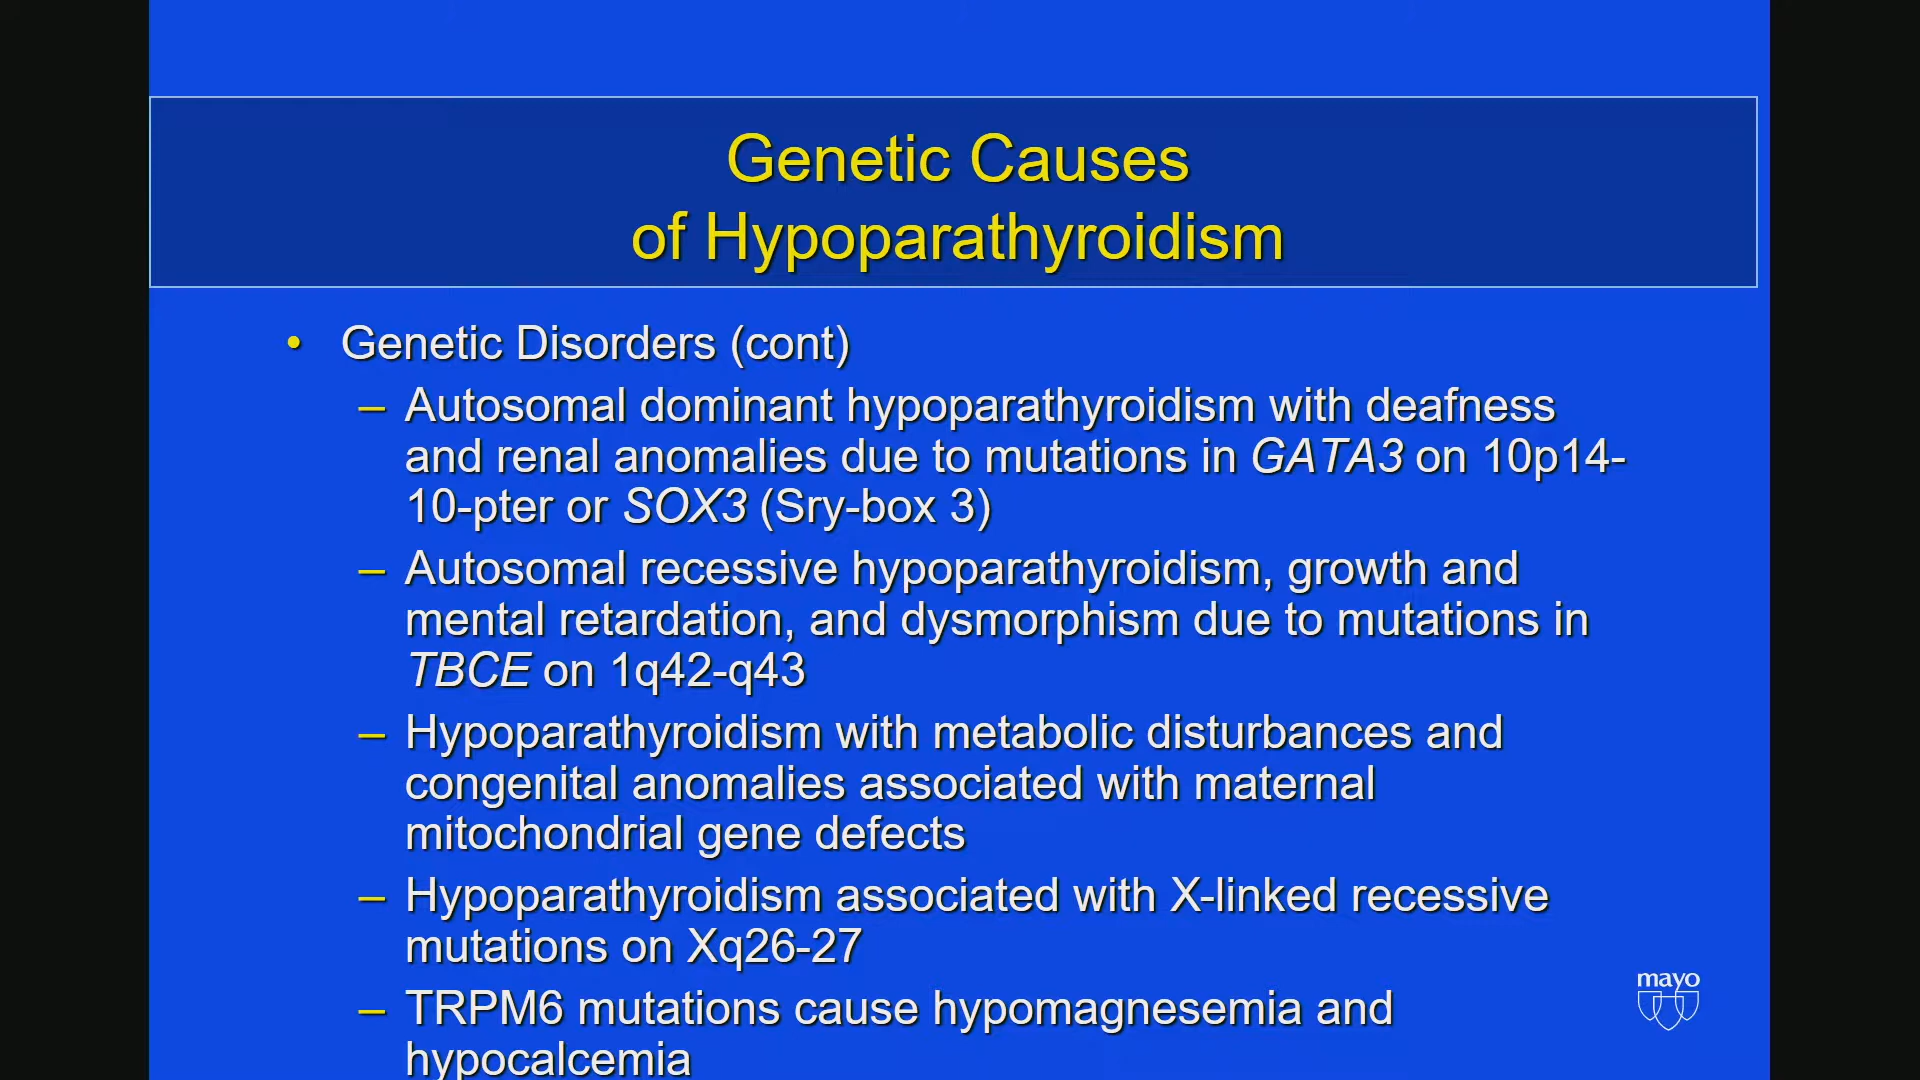 Genetic Causes
of Hypoparathyroidism
• Genetic Disorders (cont)
– Autosomal dominant hypoparathyroidism with deafness
and renal anomalies due to mutations in GATA3 on 10p14-
10-pter or SOX3 (Sry-box 3)
– Autosomal recessive hypoparathyroidism, growth and
mental retardation, and dysmorphism due to mutations in
TBCE on 1q42-q43
– Hypoparathyroidism with metabolic disturbances and
congenital anomalies associated with maternal
mitochondrial gene defects
– Hypoparathyroidism associated with X-linked recessive
mutations on Xq26-27
– TRPM6 mutations cause hypomagnesemia and
hypocalcemia
mayo